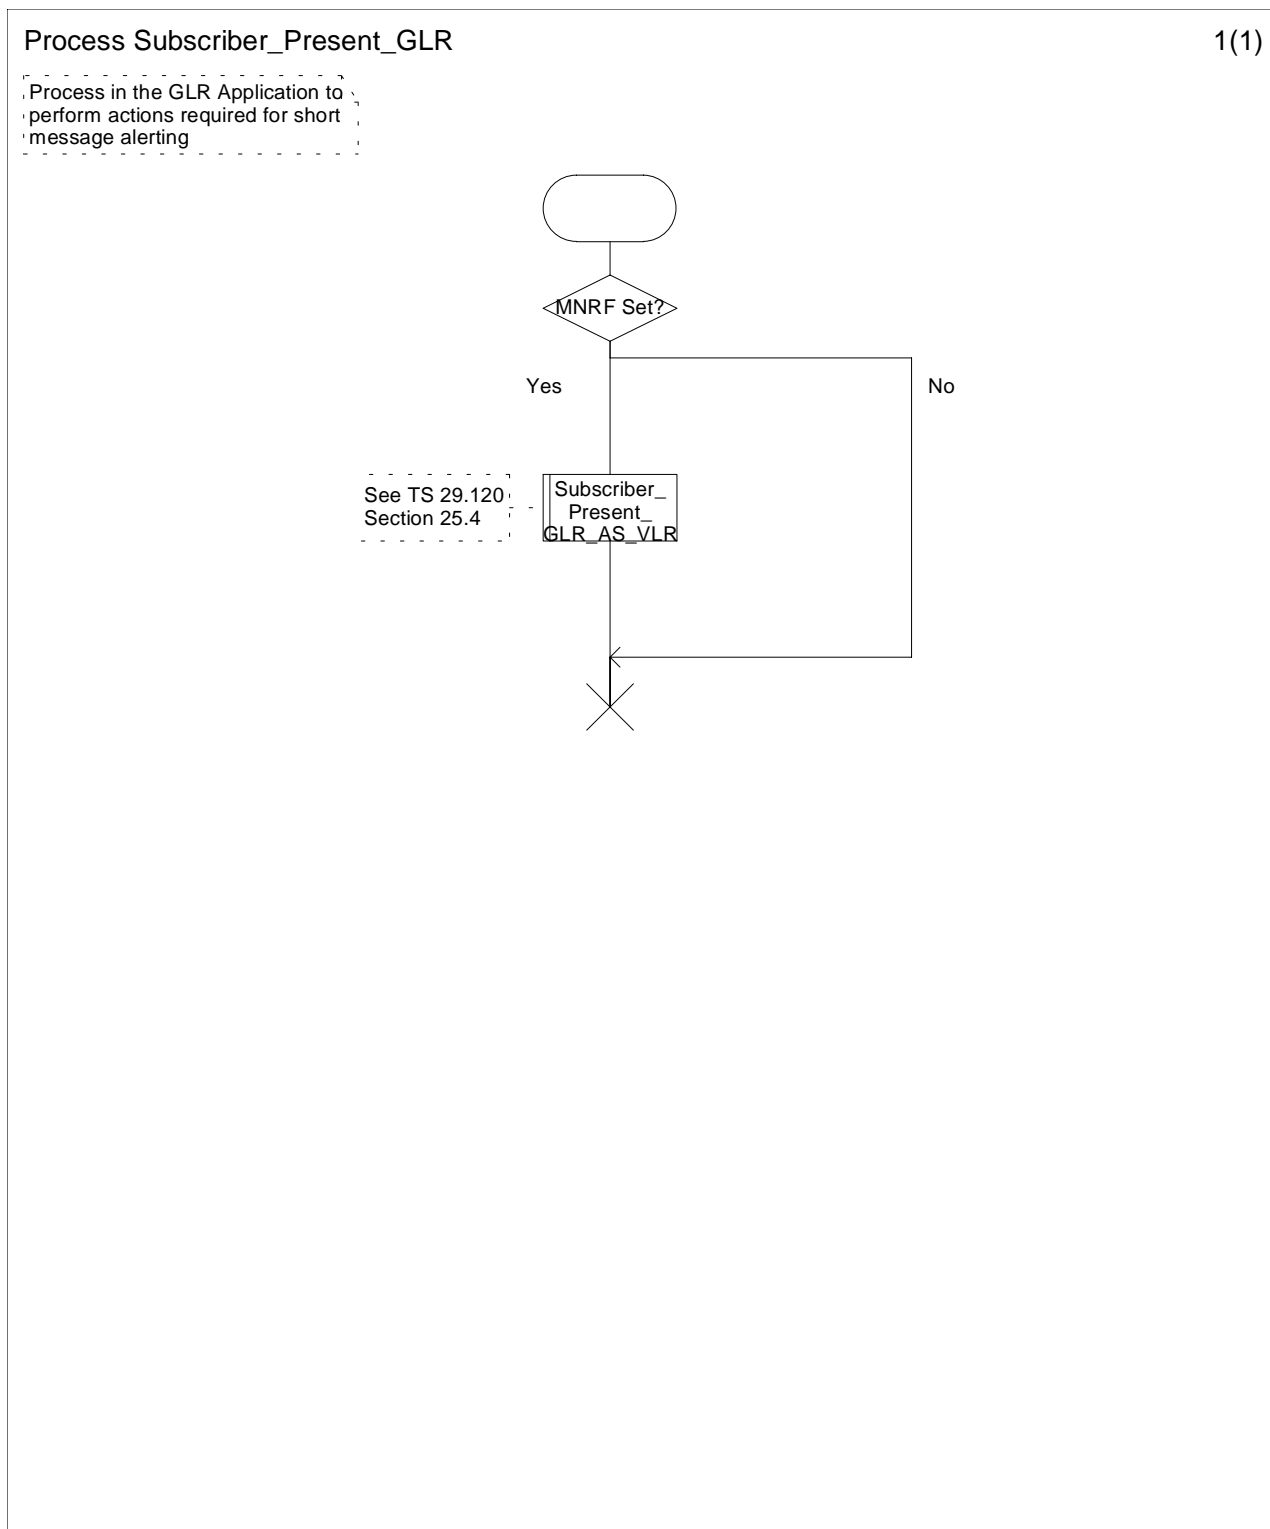 Process Subscriber_Present_GLR
1(1)
Process in the GLR Application to
perform actions required for short
message alerting
MNRF Set?
Yes
No
See TS 29.120
Section 25.4
Subscriber_
Present_
GLR_AS_VLR